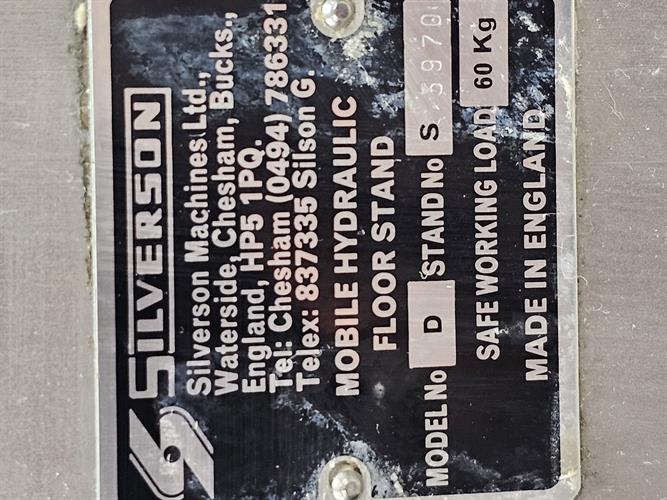 SILVERSON
Silverson Machines Ltd.,
Waterside, Chesham, Bucks.,
England, HP5 1PQ.
Tel: Chesham (0494) 786331
Telex: 837335 Silson G.
MOBILE HYDRAULIC
FLOOR STAND
MODEL No D STAND No S 3970
SAFE WORKING LOAD 60 Kg
MADE IN ENGLAND